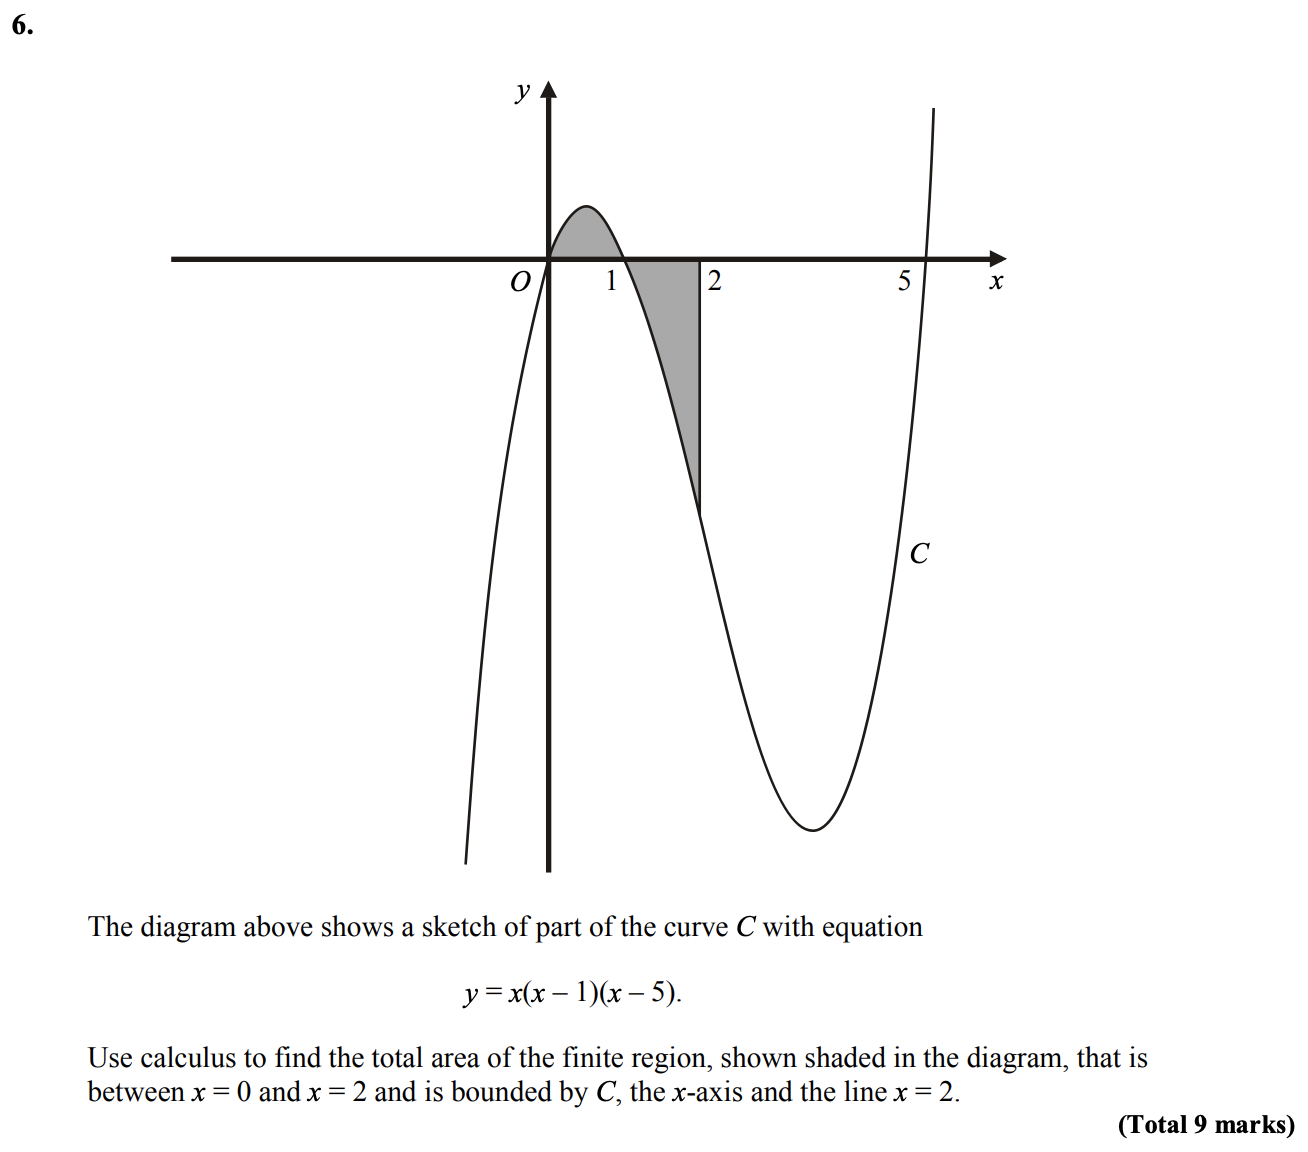 6.
y
O 1 2 5 x
C
The diagram above shows a sketch of part of the curve C with equation
y = x(x – 1)(x – 5).
Use calculus to find the total area of the finite region, shown shaded in the diagram, that is
between x = 0 and x = 2 and is bounded by C, the x-axis and the line x = 2.
(Total 9 marks)